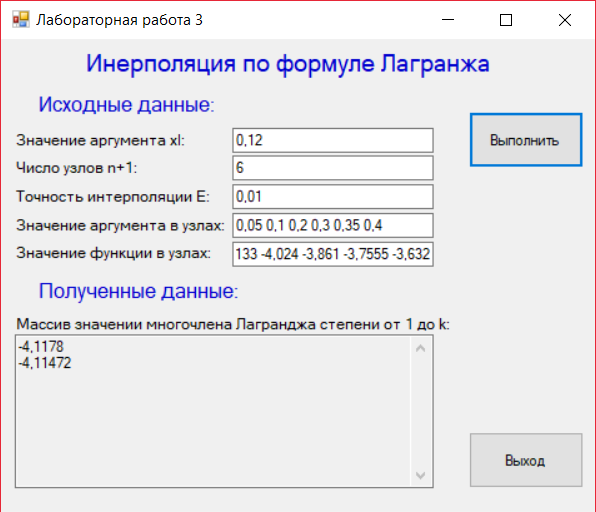 Лабораторная работа 3
Инерполяция по формуле Лагранжа
Исходные данные:
Значение аргумента xl: 0,12
Выполнить
Число узлов n+1: 6
Точность интерполяции E: 0,01
Значение аргумента в узлах: 0,05 0,1 0,2 0,3 0,35 0,4
Значение функции в узлах: 133 -4,024 -3,861 -3,7555 -3,632
Полученные данные:
Массив значении многочлена Лагранджа степени от 1 до k:
-4,1178
-4,11472
Выход